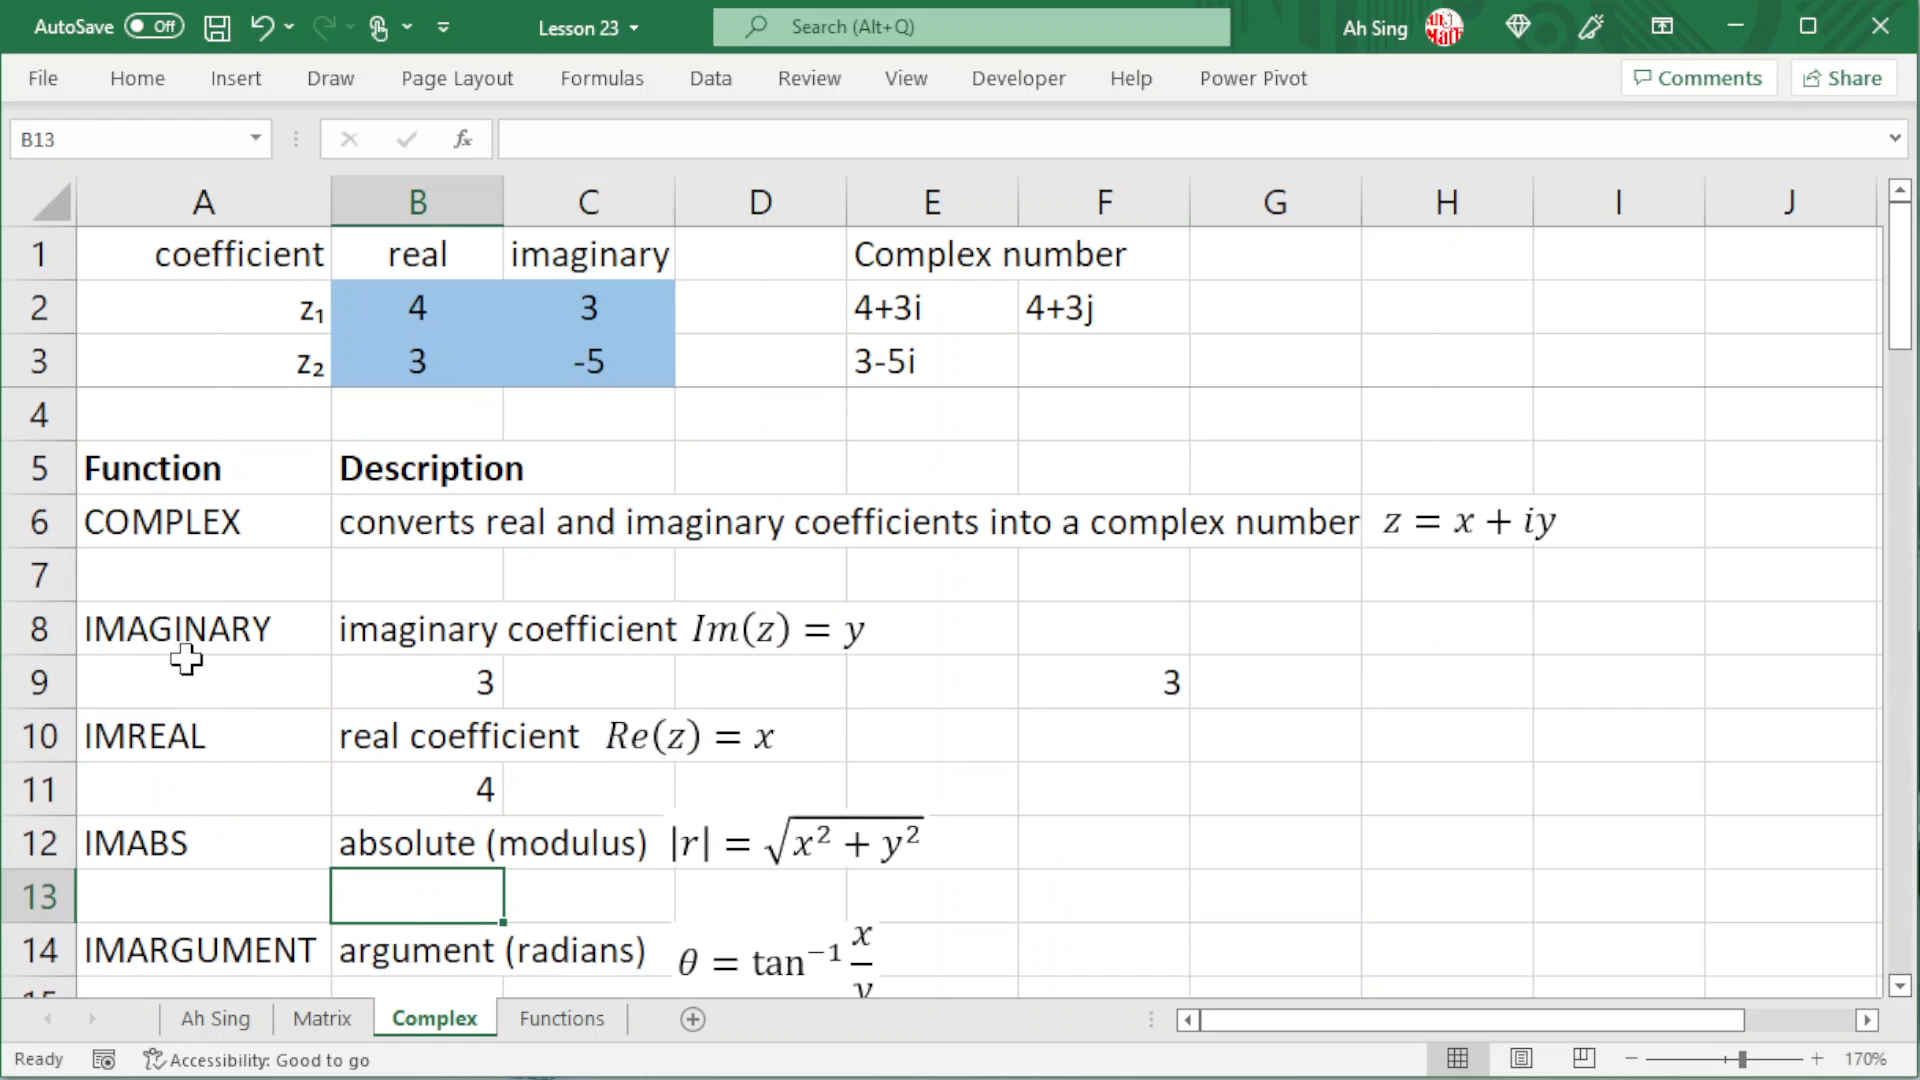 AutoSave Off Lesson 23 Search (Alt+Q) Ah Sing
File Home Insert Draw Page Layout Formulas Data Review View Developer Help Power Pivot Comments Share
B13 fx
A B C D E F G H I J
1 coefficient real imaginary Complex number
2 z₁ 4 3 4+3i 4+3j
3 z₂ 3 -5 3-5i
4
5 Function Description
6 COMPLEX converts real and imaginary coefficients into a complex number z = x + iy
7
8 IMAGINARY imaginary coefficient Im(z) = y
9 3 3
10 IMREAL real coefficient Re(z) = x
11 4
12 IMABS absolute (modulus) |r| = √x² + y²
13
14 IMARGUMENT argument (radians) θ = tan⁻¹ x/y
15
Ah Sing Matrix Complex Functions
Ready Accessibility: Good to go 170%